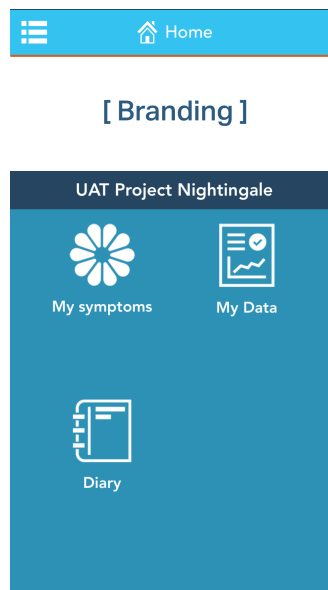 Home
[ Branding ]
UAT Project Nightingale
My symptoms
My Data
Diary